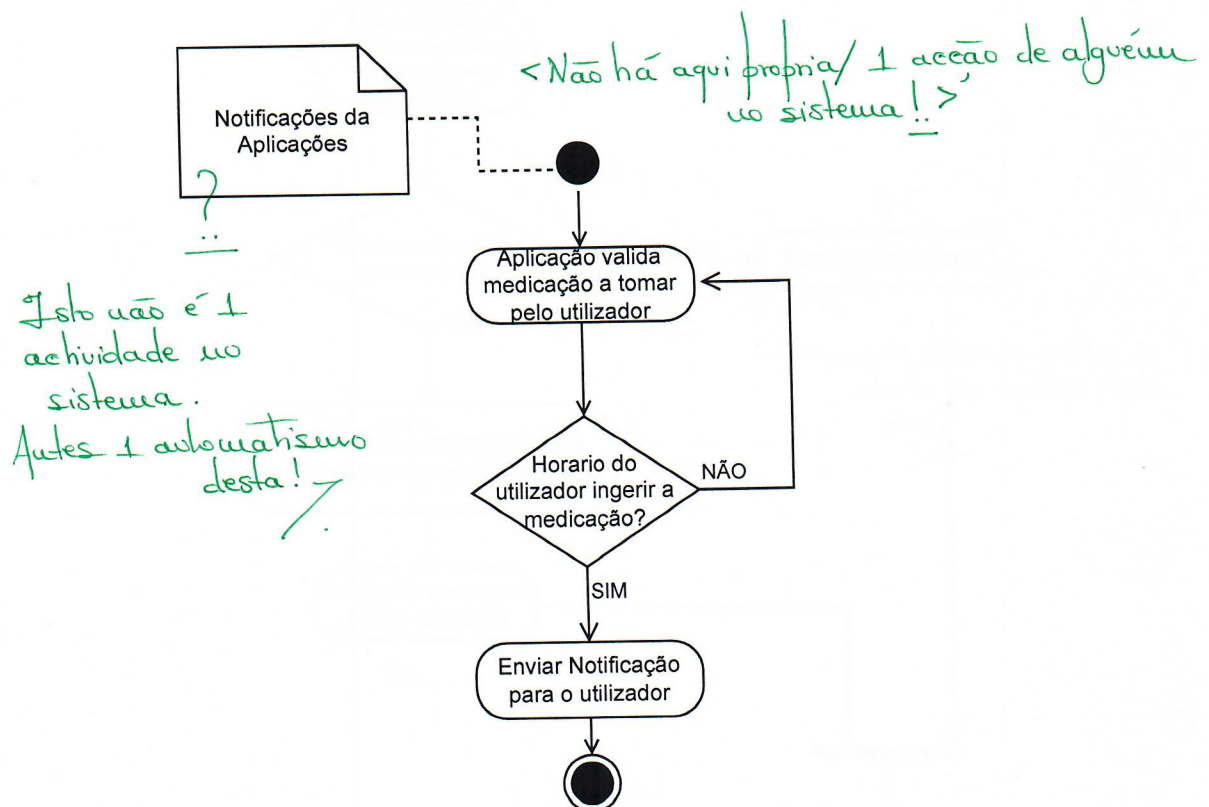 <Não há aqui propria/ 1 acção de alguém
no sistema!..>
Notificações da
Aplicações
?
Isto não é 1
actividade no
sistema.
Antes 1 automatismo
desta!
Aplicação valida
medicação a tomar
pelo utilizador
Horario do
utilizador ingerir a
medicação?
NÃO
SIM
Enviar Notificação
para o utilizador